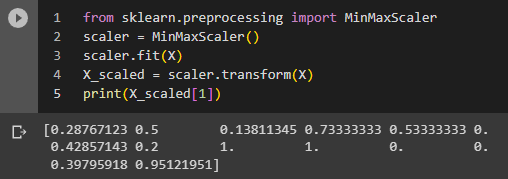 1 from sklearn.preprocessing import MinMaxScaler
2 scaler = MinMaxScaler()
3 scaler.fit(X)
4 X_scaled = scaler.transform(X)
5 print(X_scaled[1])
[0.28767123 0.5        0.13811345 0.73333333 0.53333333 0.
 0.42857143 0.2        1.         1.         0.         0.
 0.39795918 0.95121951]